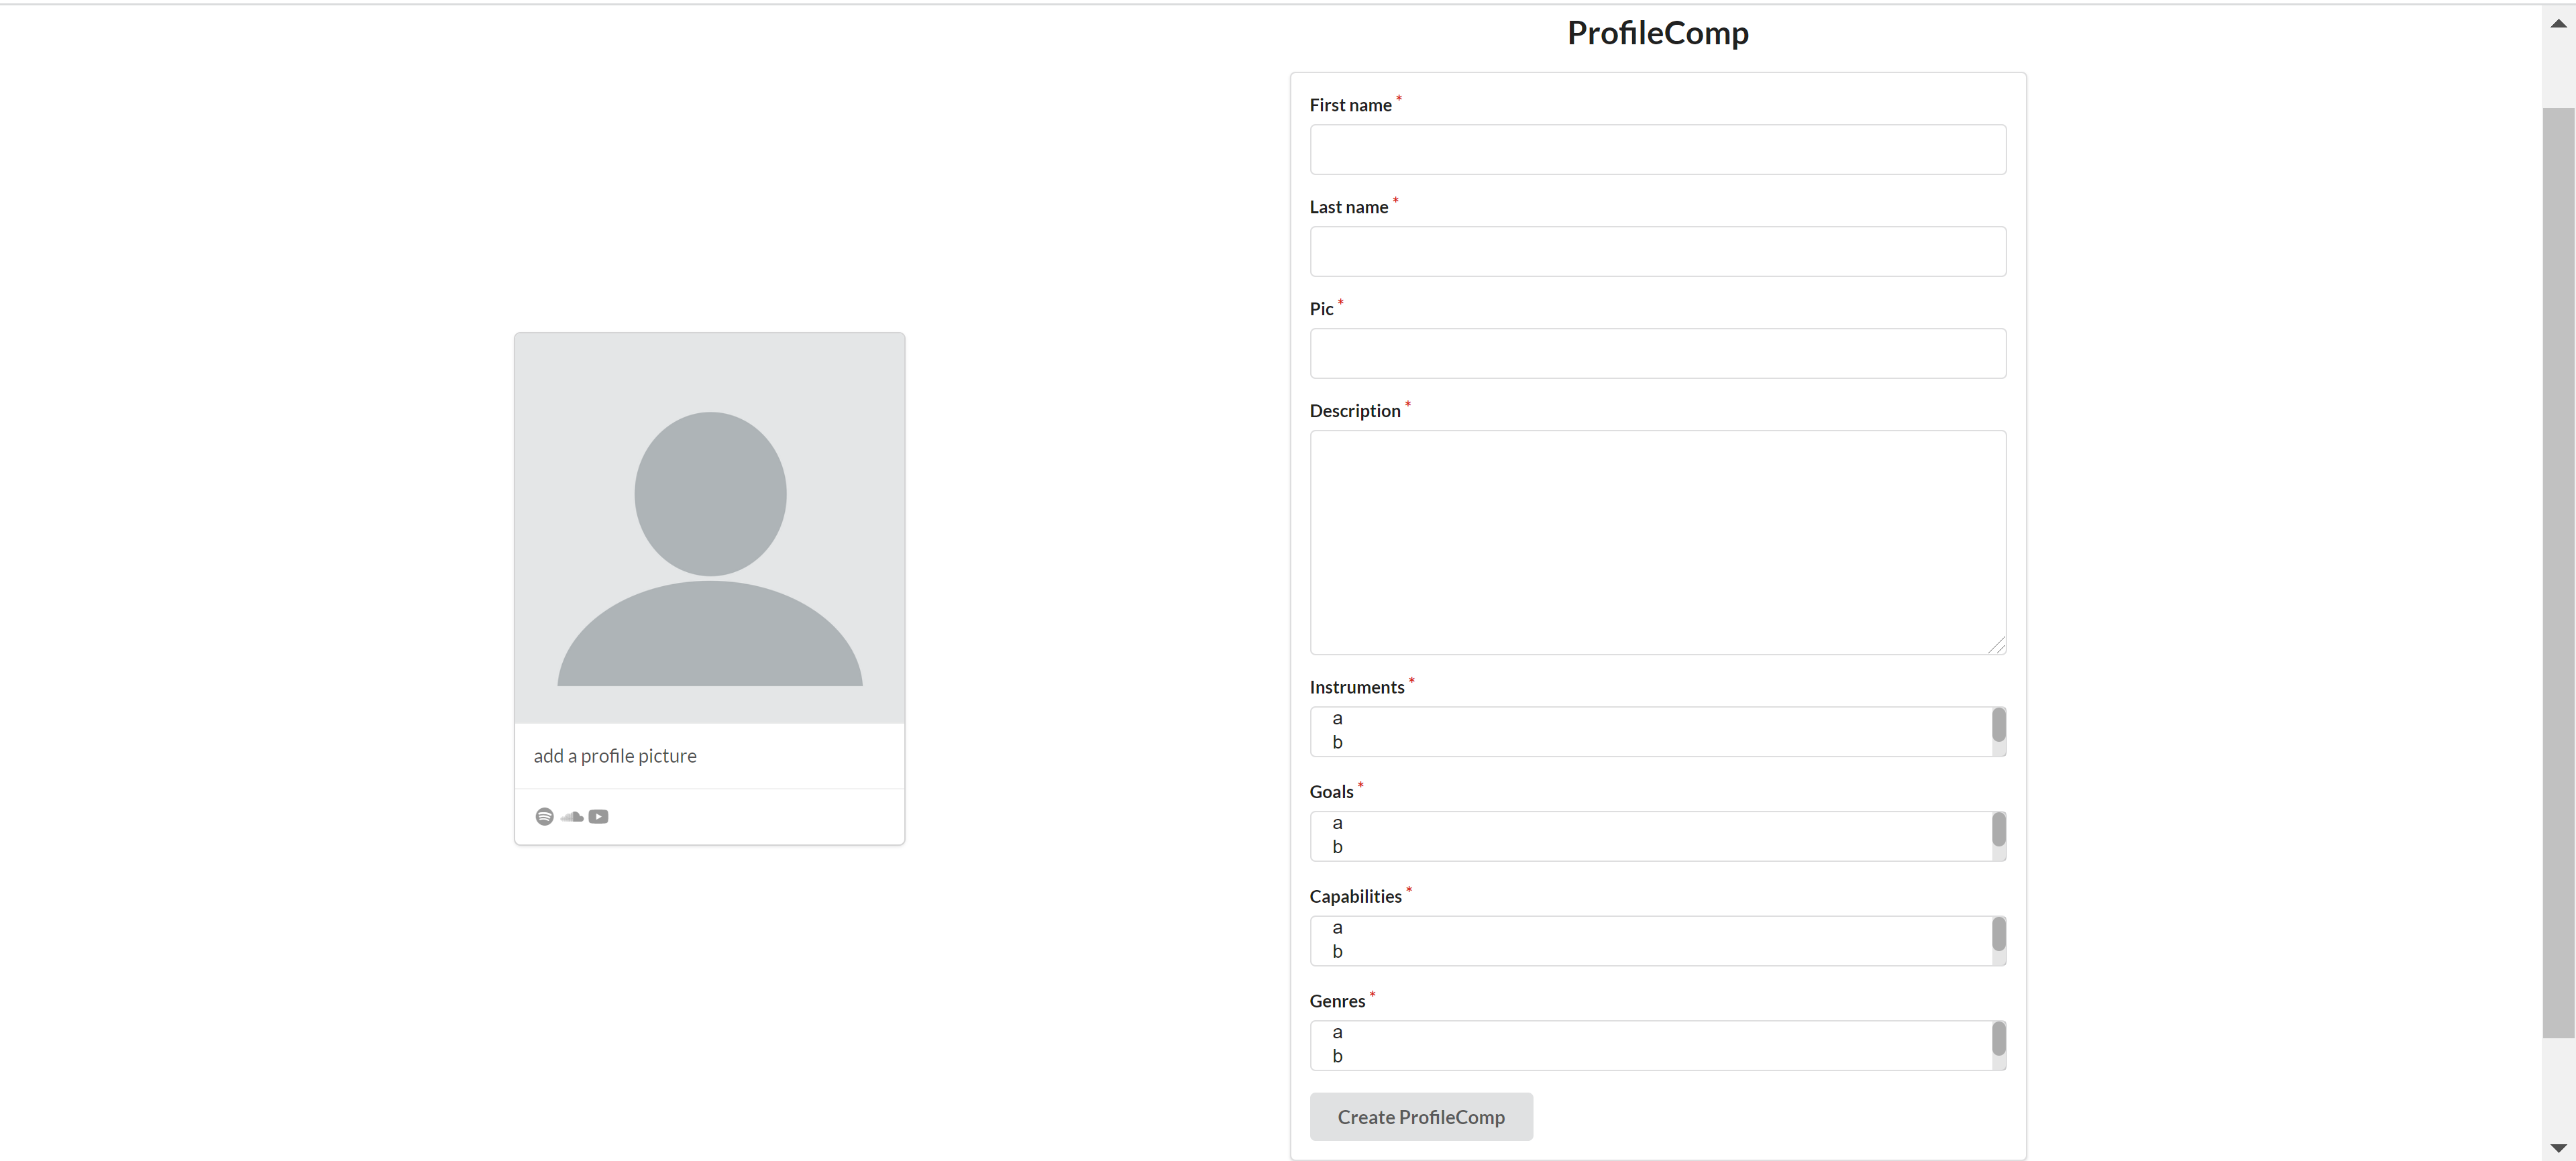 ProfileComp
First name *
Last name *
Pic *
Description *
Instruments *
a
b
Goals *
a
b
Capabilities *
a
b
Genres *
a
b
Create ProfileComp
add a profile picture